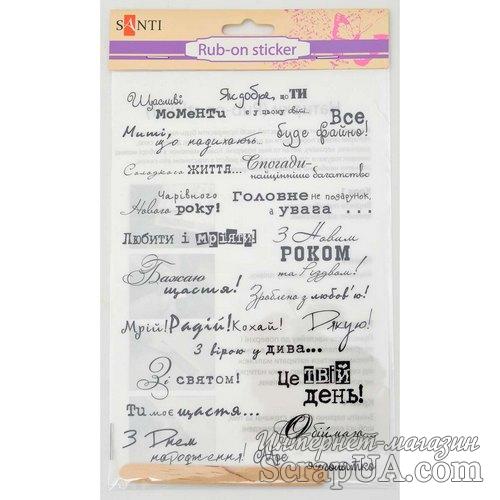 SANTI
Rub-on sticker
Щасливі
МоМеНТи
Як добре, що ТИ
є у цьому світі...
Миті,
що надихають...
Все
буде файно!
Солодкого життя...
Спогади-
найцінніше багатство
Чарівного
Нового року!
Головне не подарунок,
а увага ...
Любити і мріяти!
З Новим
РОКОМ
та Різдвом!
Бажаю
щастя!
Зроблено з любов'ю!
Мрій! Радій! Кохай!
Дякую!
З вірою у дива...
Зі святом!
Це твій
день!
Ти моє щастя...
Обіймаю...
З Днем
народження!
Интернет-магазин
ScrapUA.com